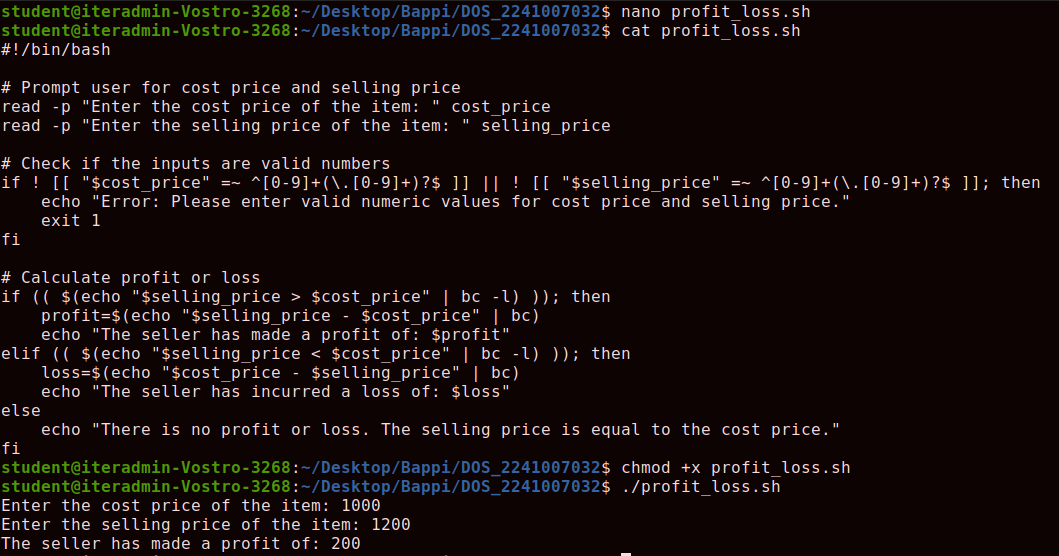 student@iteradmin-Vostro-3268:~/Desktop/Bappi/DOS_2241007032$ nano profit_loss.sh
student@iteradmin-Vostro-3268:~/Desktop/Bappi/DOS_2241007032$ cat profit_loss.sh
#!/bin/bash

# Prompt user for cost price and selling price
read -p "Enter the cost price of the item: " cost_price
read -p "Enter the selling price of the item: " selling_price

# Check if the inputs are valid numbers
if ! [[ "$cost_price" =~ ^[0-9]+(\.[0-9]+)?$ ]] || ! [[ "$selling_price" =~ ^[0-9]+(\.[0-9]+)?$ ]]; then
    echo "Error: Please enter valid numeric values for cost price and selling price."
    exit 1
fi

# Calculate profit or loss
if (( $(echo "$selling_price > $cost_price" | bc -l) )); then
    profit=$(echo "$selling_price - $cost_price" | bc)
    echo "The seller has made a profit of: $profit"
elif (( $(echo "$selling_price < $cost_price" | bc -l) )); then
    loss=$(echo "$cost_price - $selling_price" | bc)
    echo "The seller has incurred a loss of: $loss"
else
    echo "There is no profit or loss. The selling price is equal to the cost price."
fi
student@iteradmin-Vostro-3268:~/Desktop/Bappi/DOS_2241007032$ chmod +x profit_loss.sh
student@iteradmin-Vostro-3268:~/Desktop/Bappi/DOS_2241007032$ ./profit_loss.sh
Enter the cost price of the item: 1000
Enter the selling price of the item: 1200
The seller has made a profit of: 200